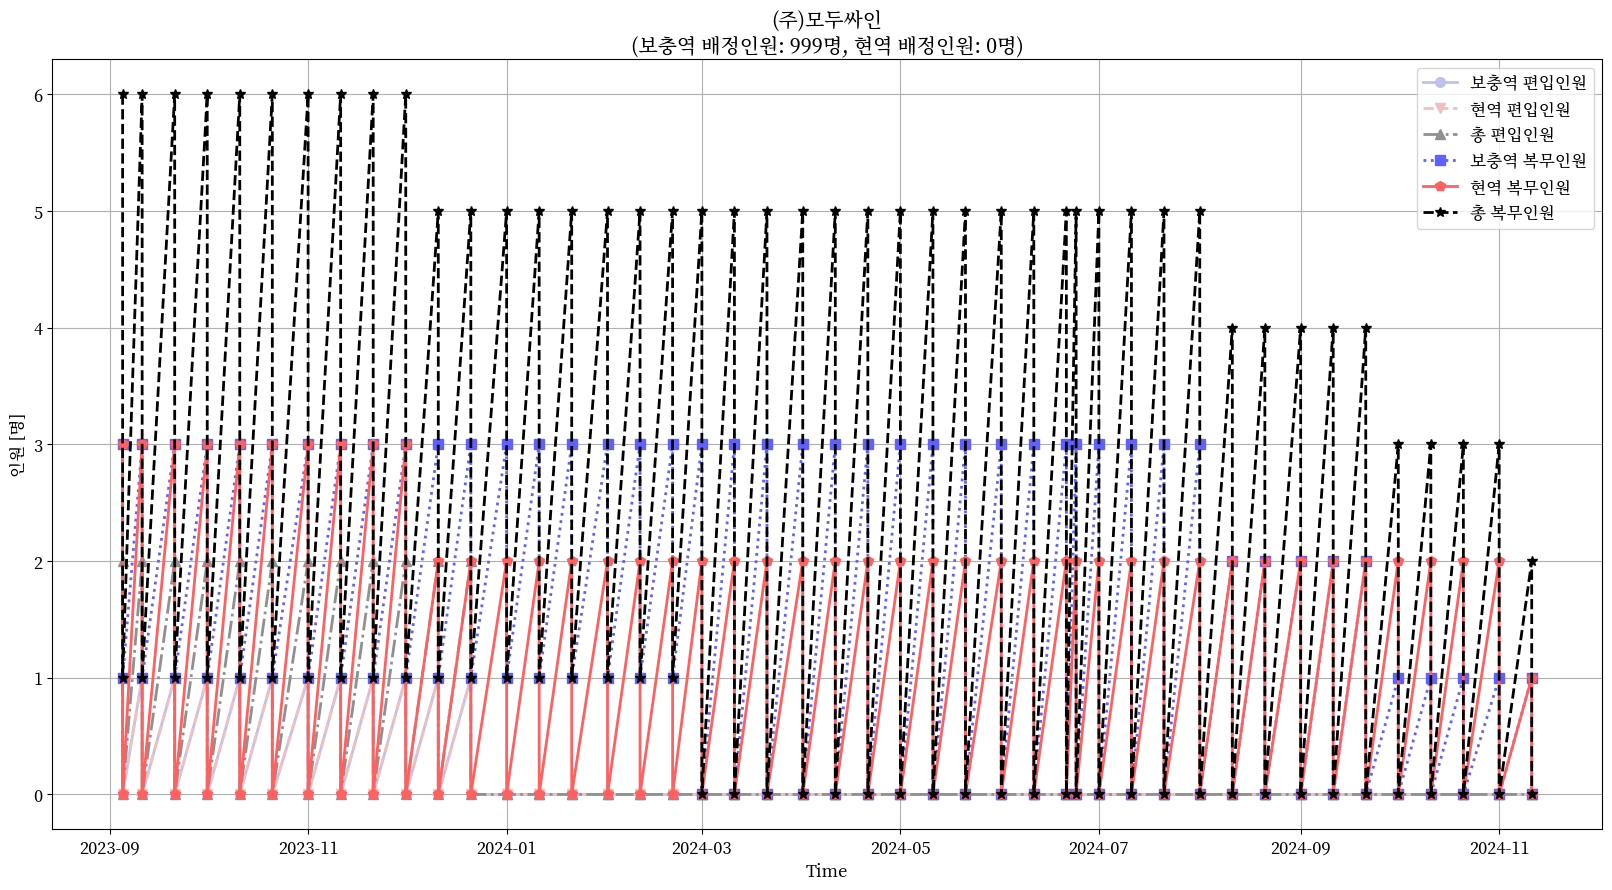 (주)모두싸인
(보충역 배정인원: 999명, 현역 배정인원: 0명)
인원 [명]
6
5
4
3
2
1
0
보충역 편입인원
현역 편입인원
총 편입인원
보충역 복무인원
현역 복무인원
총 복무인원
2023-09
2023-11
2024-01
2024-03
2024-05
2024-07
2024-09
2024-11
Time